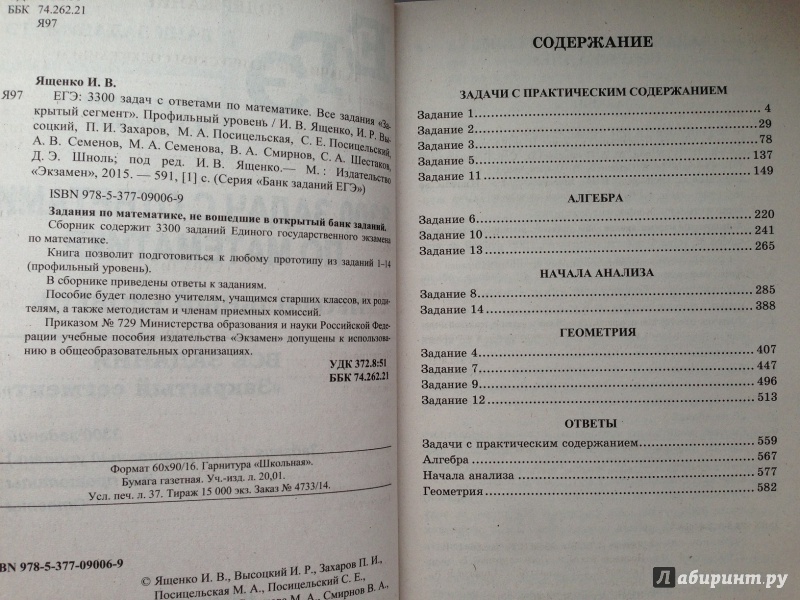 ББК 74.262.21
Я97
Ященко И. В.
Я97 ЕГЭ: 3300 задач с ответами по математике. Все задания «За-
крытый сегмент». Профильный уровень / И. В. Ященко, И. Р. Вы-
соцкий, П. И. Захаров, М. А. Посицельская, С. Е. Посицельский,
А. В. Семенов, М. А. Семенова, В. А. Смирнов, С. А. Шестаков,
Д. Э. Шноль; под ред. И. В. Ященко.— М. : Издательство
«Экзамен», 2015. — 591, [1] с. (Серия «Банк заданий ЕГЭ»)
ISBN 978-5-377-09006-9
Задания по математике, не вошедшие в открытый банк заданий.
Сборник содержит 3300 заданий Единого государственного экзамена
по математике.
Книга позволит подготовиться к любому прототипу из заданий 1–14
(профильный уровень).
В сборнике приведены ответы к заданиям.
Пособие будет полезно учителям, учащимся старших классов, их роди-
телям, а также методистам и членам приемных комиссий.
Приказом № 729 Министерства образования и науки Российской Феде-
рации учебные пособия издательства «Экзамен» допущены к использова-
нию в общеобразовательных организациях.
УДК 372.8:51
ББК 74.262.21
Формат 60x90/16. Гарнитура «Школьная».
Бумага газетная. Уч.-изд. л. 20,01.
Усл. печ. л. 37. Тираж 15 000 экз. Заказ № 4733/14.
BN 978-5-377-09006-9
© Ященко И. В., Высоцкий И. Р., Захаров П. И.,
Посицельская М. А., Посицельский С. Е.,
М. А., Смирнов В. А.,
СОДЕРЖАНИЕ
ЗАДАЧИ С ПРАКТИЧЕСКИМ СОДЕРЖАНИЕМ
Задание 1 4
Задание 2 29
Задание 3 78
Задание 5 137
Задание 11 149
АЛГЕБРА
Задание 6 220
Задание 10 241
Задание 13 265
НАЧАЛА АНАЛИЗА
Задание 8 285
Задание 14 388
ГЕОМЕТРИЯ
Задание 4 407
Задание 7 447
Задание 9 496
Задание 12 513
ОТВЕТЫ
Задачи с практическим содержанием 559
Алгебра 567
Начала анализа 577
Геометрия 582
Лабиринт.ру